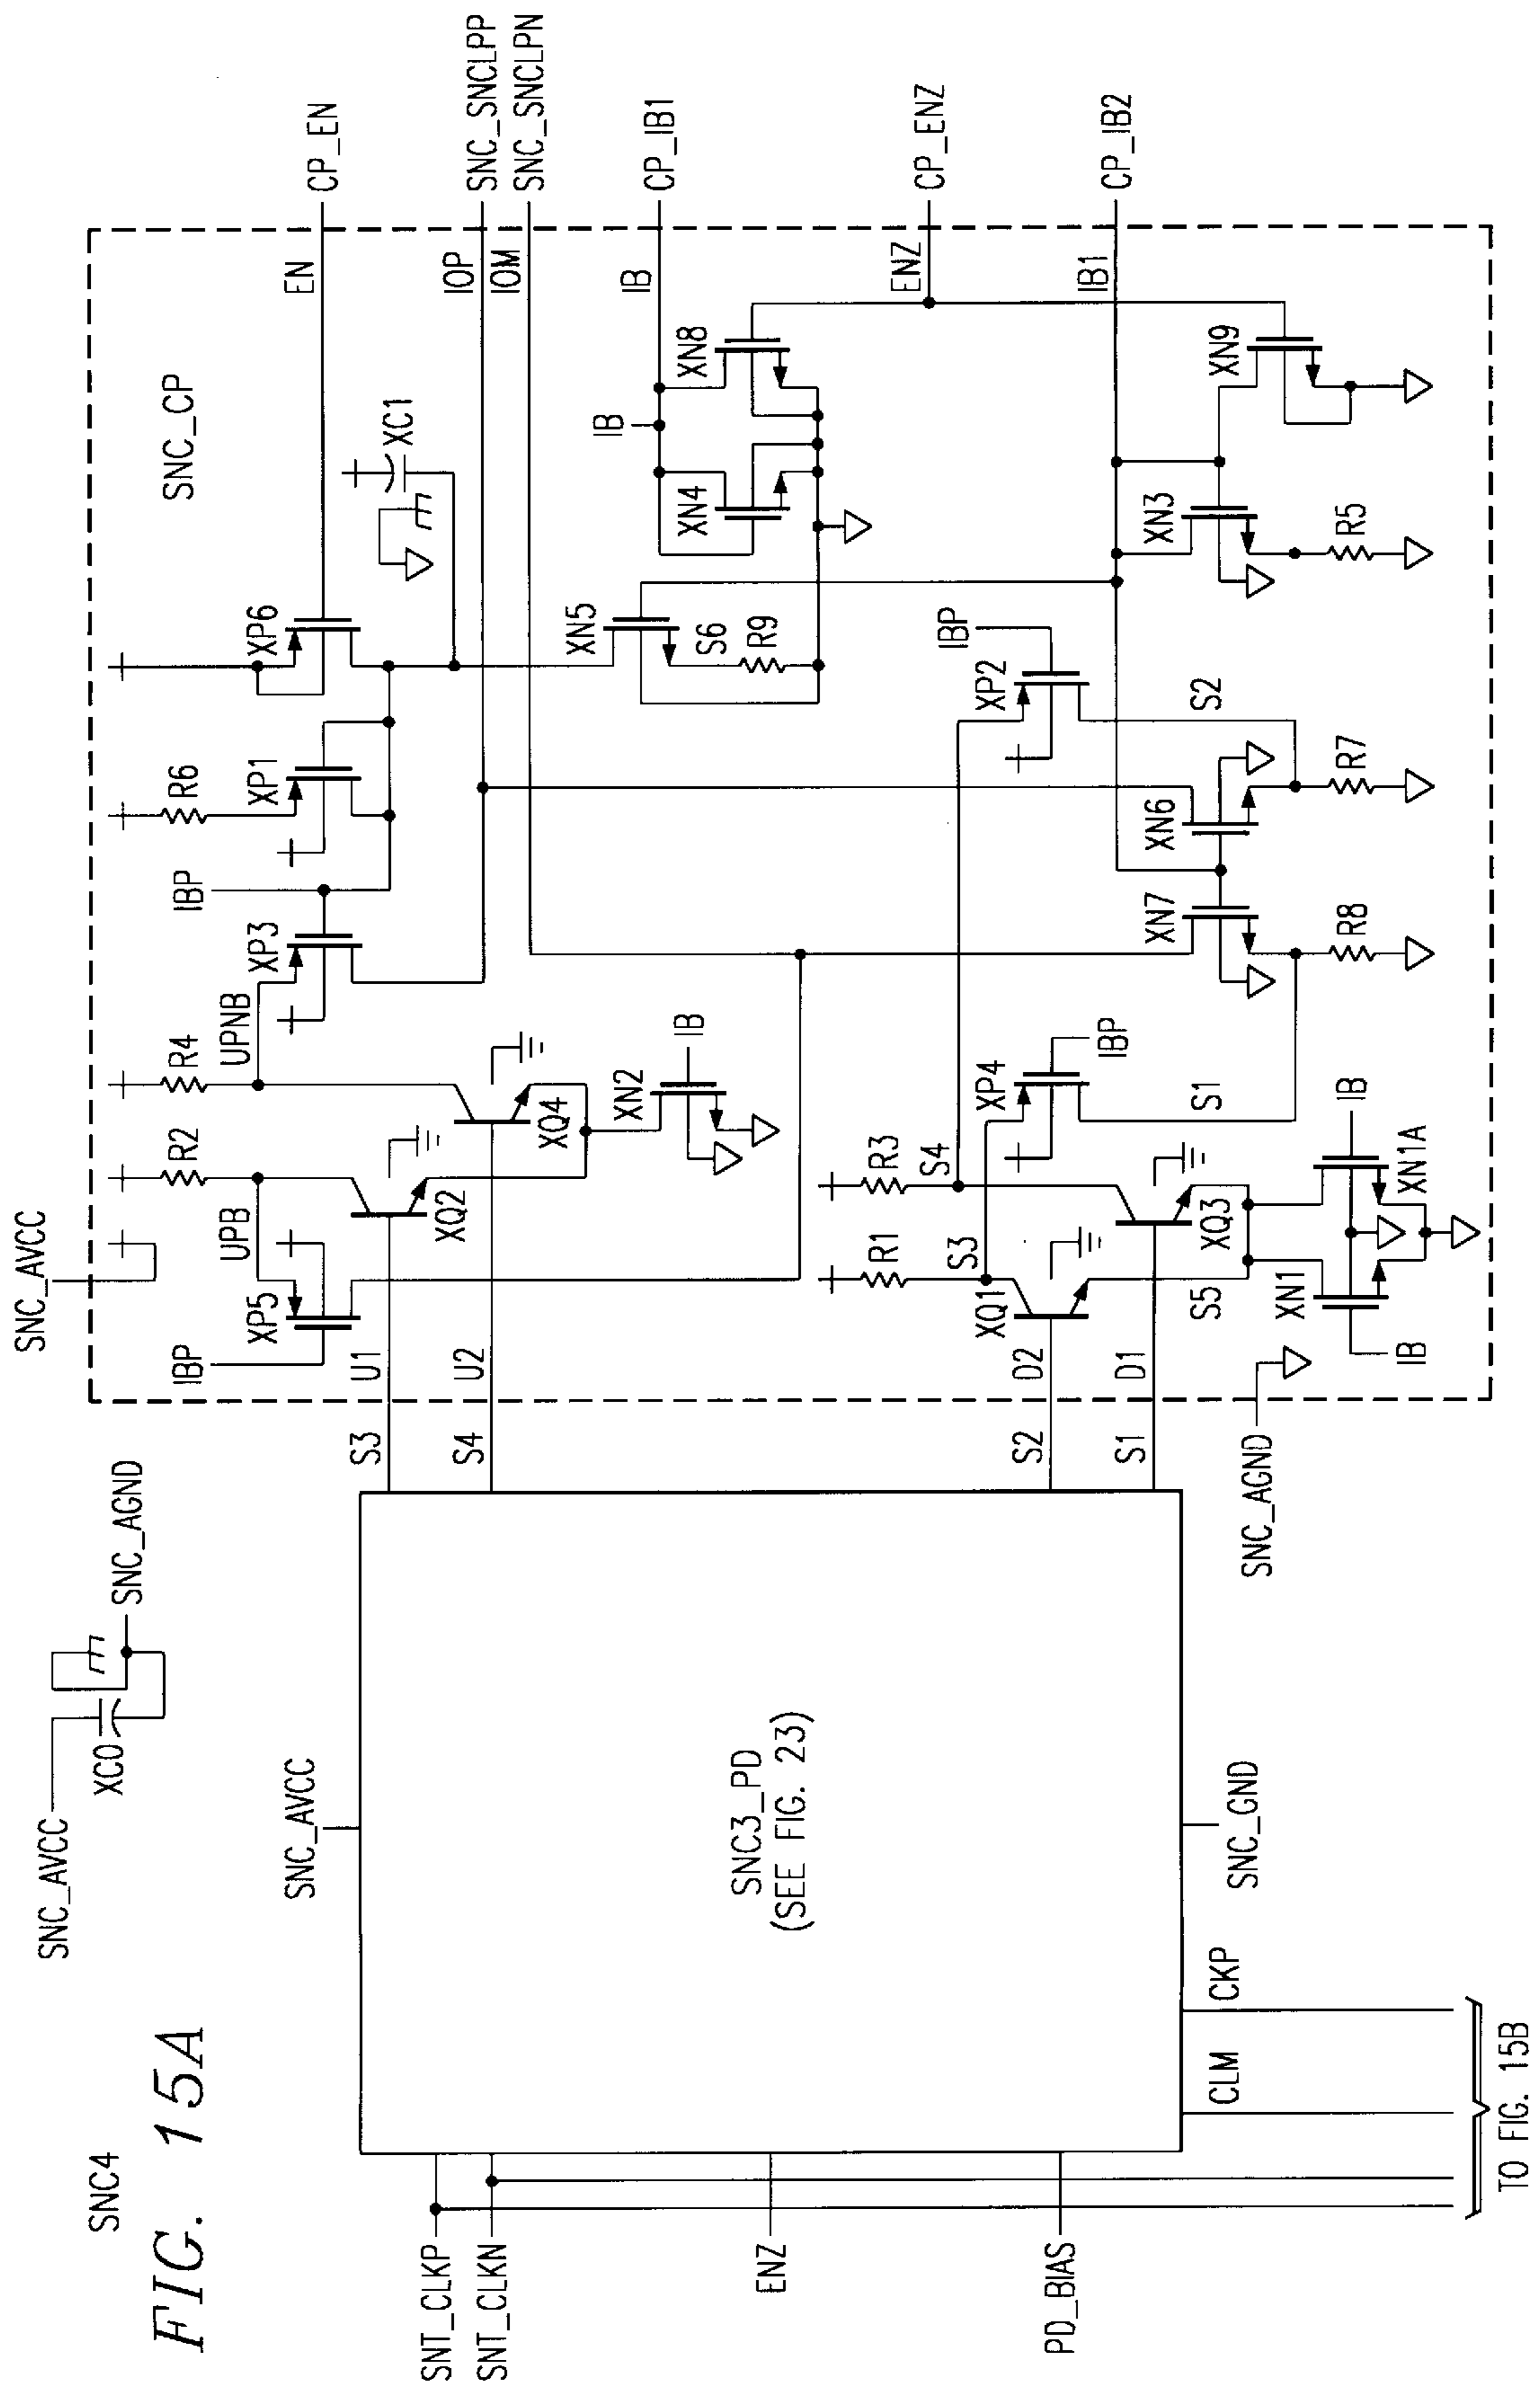 SNC4
FIG. 15A
SNC_AVCC
XC0
SNC_AGND
SNC_AVCC
SNC3_PD
(SEE FIG. 23)
SNC_GND
SNT_CLKP
SNT_CLKN
ENZ
PD_BIAS
CLM
CKP
TO FIG. 15B
S3
S4
S2
S1
U1
U2
D2
D1
SNC_AVCC
SNC_AGND
SNC_CP
IBP
XP5
UPB
R2
R4
UPNB
XP3
IBP
R6
XP1
XP6
XC1
EN
CP_EN
XQ2
XQ4
XN2
IB
IOP
IOM
SNC_SNCLPP
SNC_SNCLPN
XN5
S6
R9
XN4
IB
XN8
IB
CP_IB1
ENZ
CP_ENZ
IB1
CP_IB2
R1
R3
S3
S4
XQ1
XQ3
S5
XP4
IBP
S1
XP2
IBP
S2
XN1
IB
XN1A
IB
XN7
R8
XN6
R7
XN3
R5
XN9